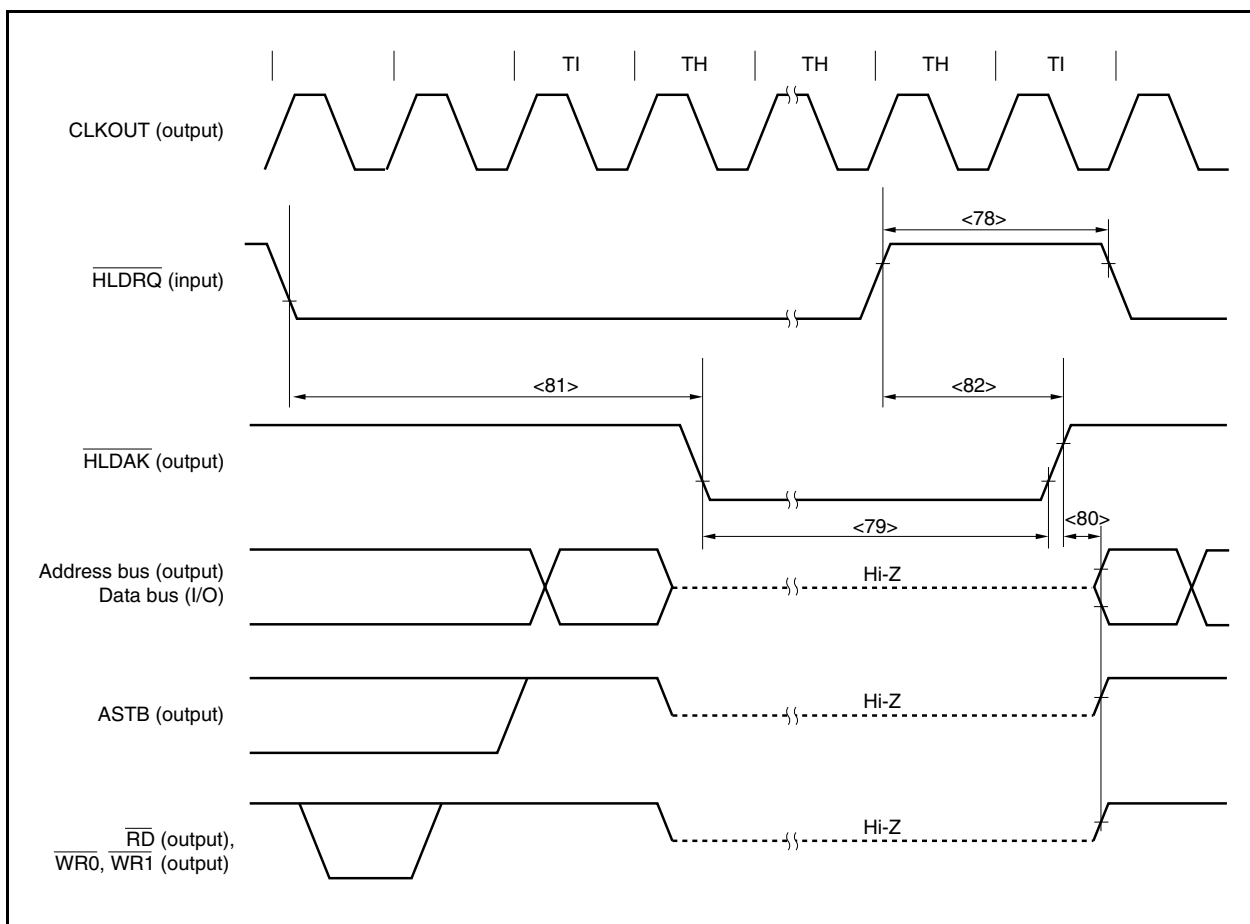 TI TH TH TH TI
CLKOUT (output)
<78>
HLDRQ (input)
<81>
<82>
HLDAK (output)
<79>
<80>
Address bus (output)
Data bus (I/O)
Hi-Z
ASTB (output)
Hi-Z
RD (output),
WR0, WR1 (output)
Hi-Z